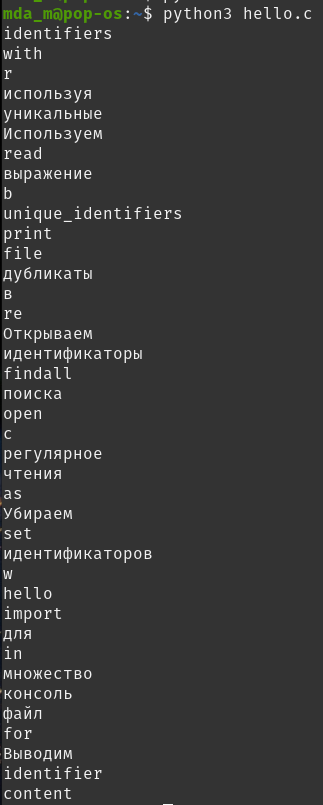 mda_m@pop-os:~$ python3 hello.c
identifiers
with
r
используя
уникальные
Используем
read
выражение
b
unique_identifiers
print
file
дубликаты
в
re
Открываем
идентификаторы
findall
поиска
open
c
регулярное
чтения
as
Убираем
set
идентификаторов
w
hello
import
для
in
множество
консоль
файл
for
Выводим
identifier
content